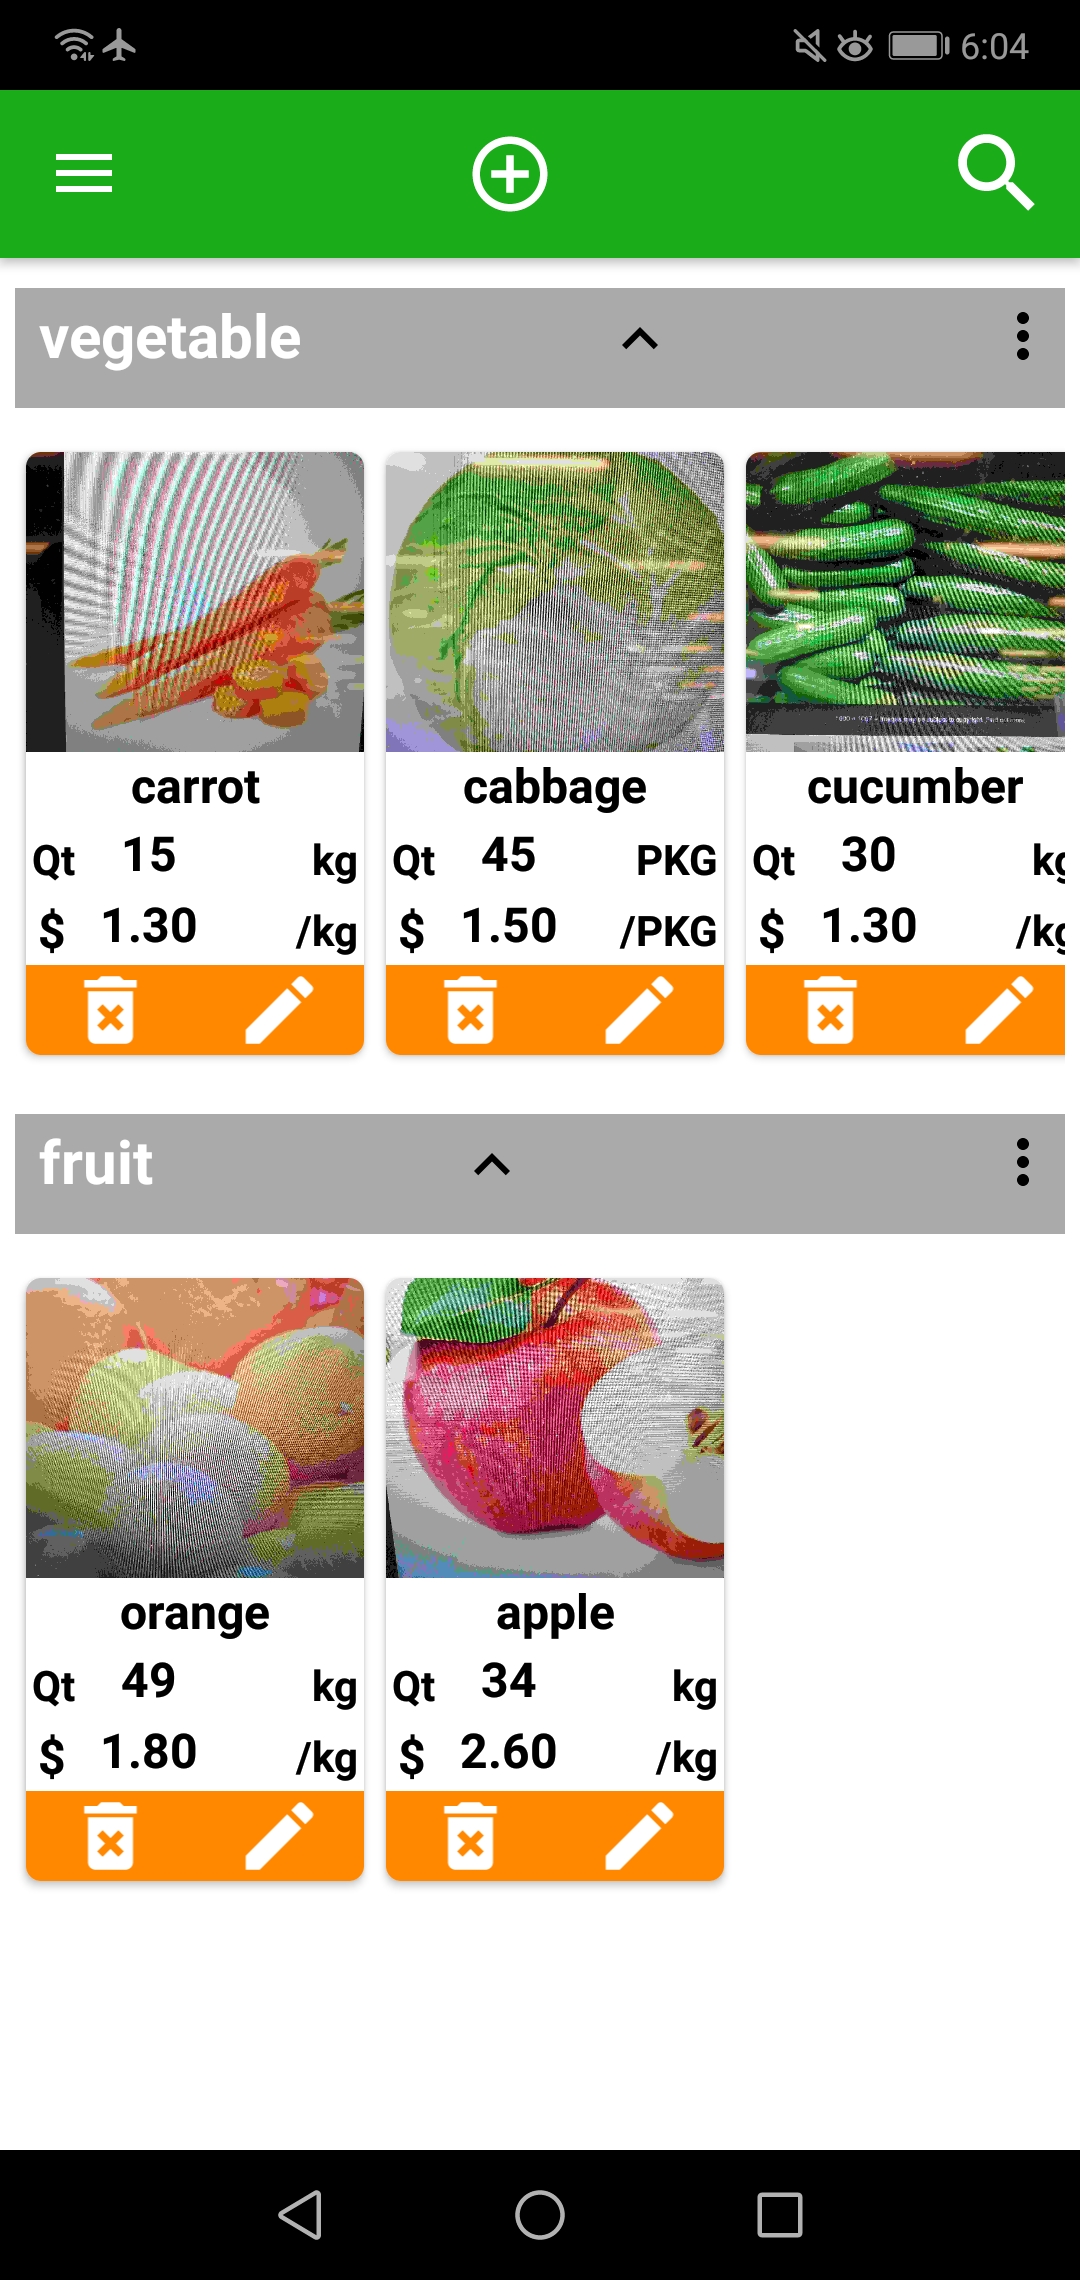 6:04
vegetable
carrot
cabbage
cucumber
Qt 15 kg
Qt 45 PKG
Qt 30 kg
$ 1.30 /kg
$ 1.50 /PKG
$ 1.30 /kg
fruit
orange
apple
Qt 49 kg
Qt 34 kg
$ 1.80 /kg
$ 2.60 /kg